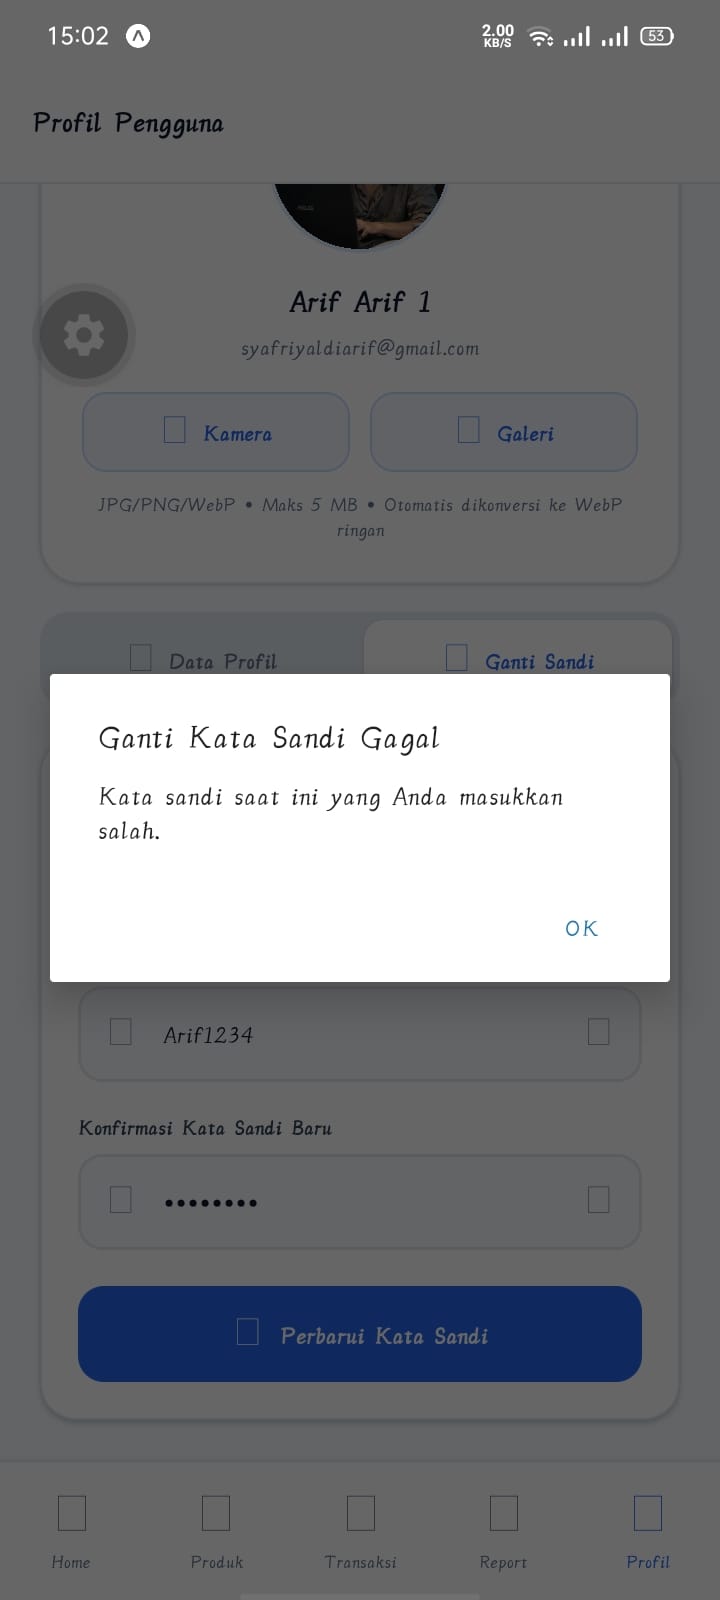 15:02
2.00
KB/S
53
Profil Pengguna
Arif Arif 1
syafriyaldiarif@gmail.com
Kamera
Galeri
JPG/PNG/WebP • Maks 5 MB • Otomatis dikonversi ke WebP
ringan
Data Profil
Ganti Sandi
Ganti Kata Sandi Gagal
Kata sandi saat ini yang Anda masukkan
salah.
OK
Arif1234
Konfirmasi Kata Sandi Baru
••••••••
Perbarui Kata Sandi
Home
Produk
Transaksi
Report
Profil